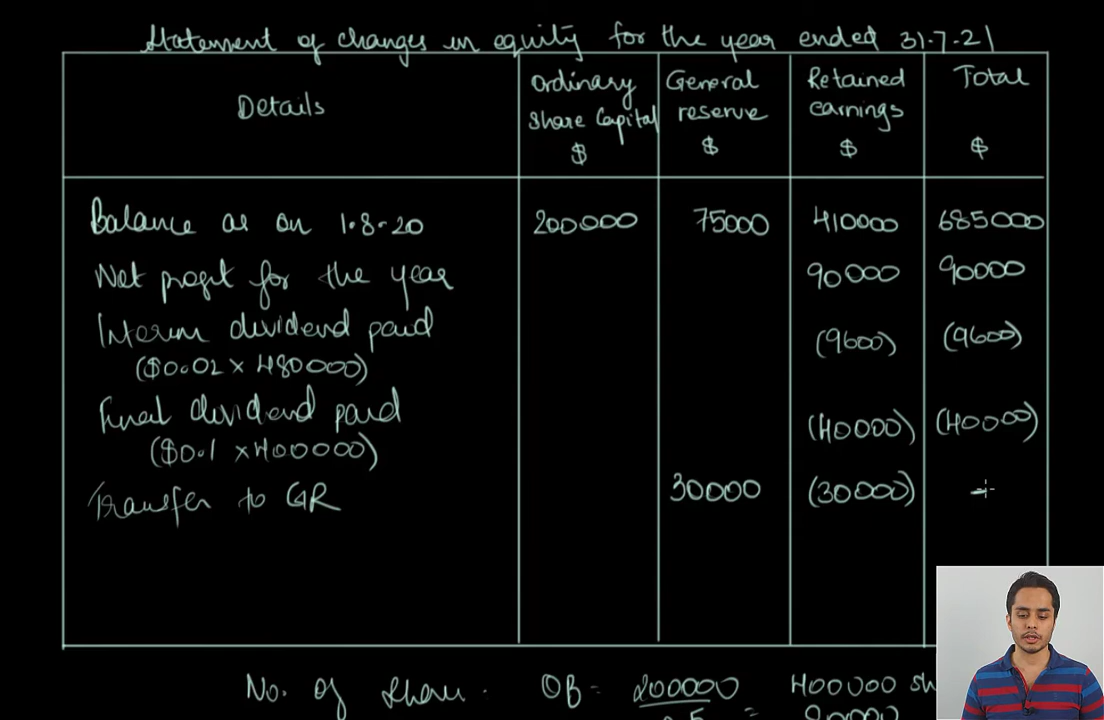 Statement of changes in equity for the year ended 31.7.21
Details
Ordinary Share Capital $
General reserve $
Retained earnings $
Total $
Balance as on 1.8.20 200000 75000 410000 685000
Net profit for the year 90000 90000
Interim dividend paid (9600) (9600)
($0.02 × 480000)
Final dividend paid (40000) (40000)
($0.1 × 400000)
Transfer to GR 30000 (30000) -
No. of share. OB = 200000 400000 sh
= 80000